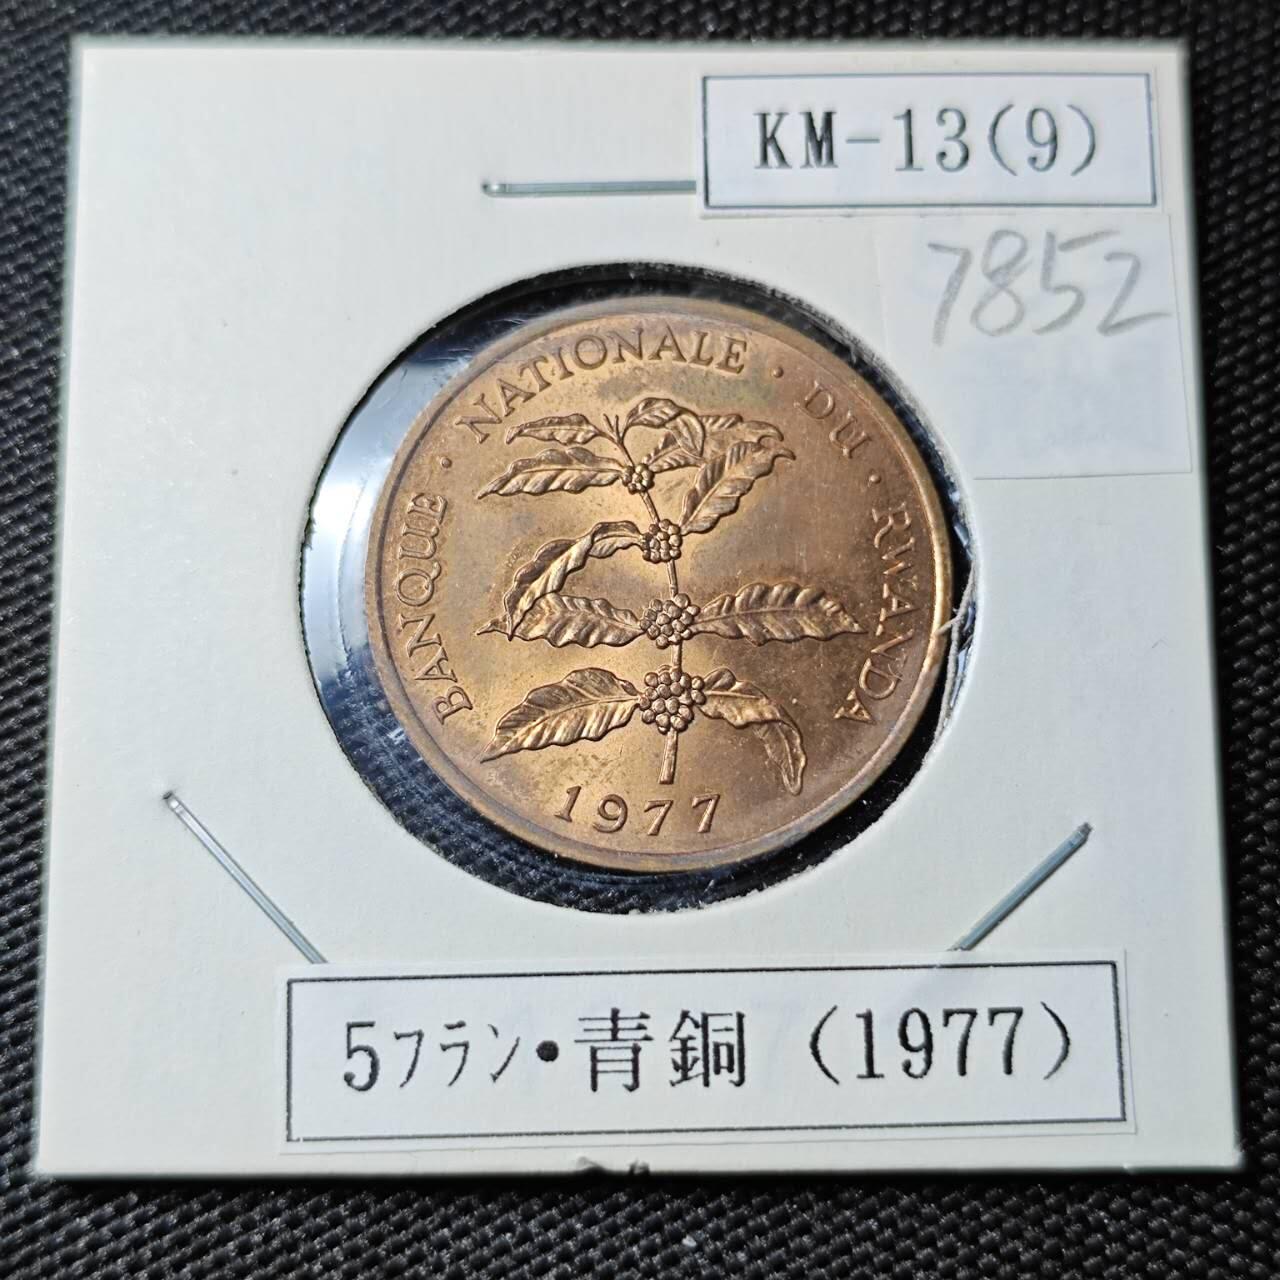 KM-13(9)
7852
BANQUE · NATIONALE · DU · RWANDA
1977
5フラン・青銅（1977）